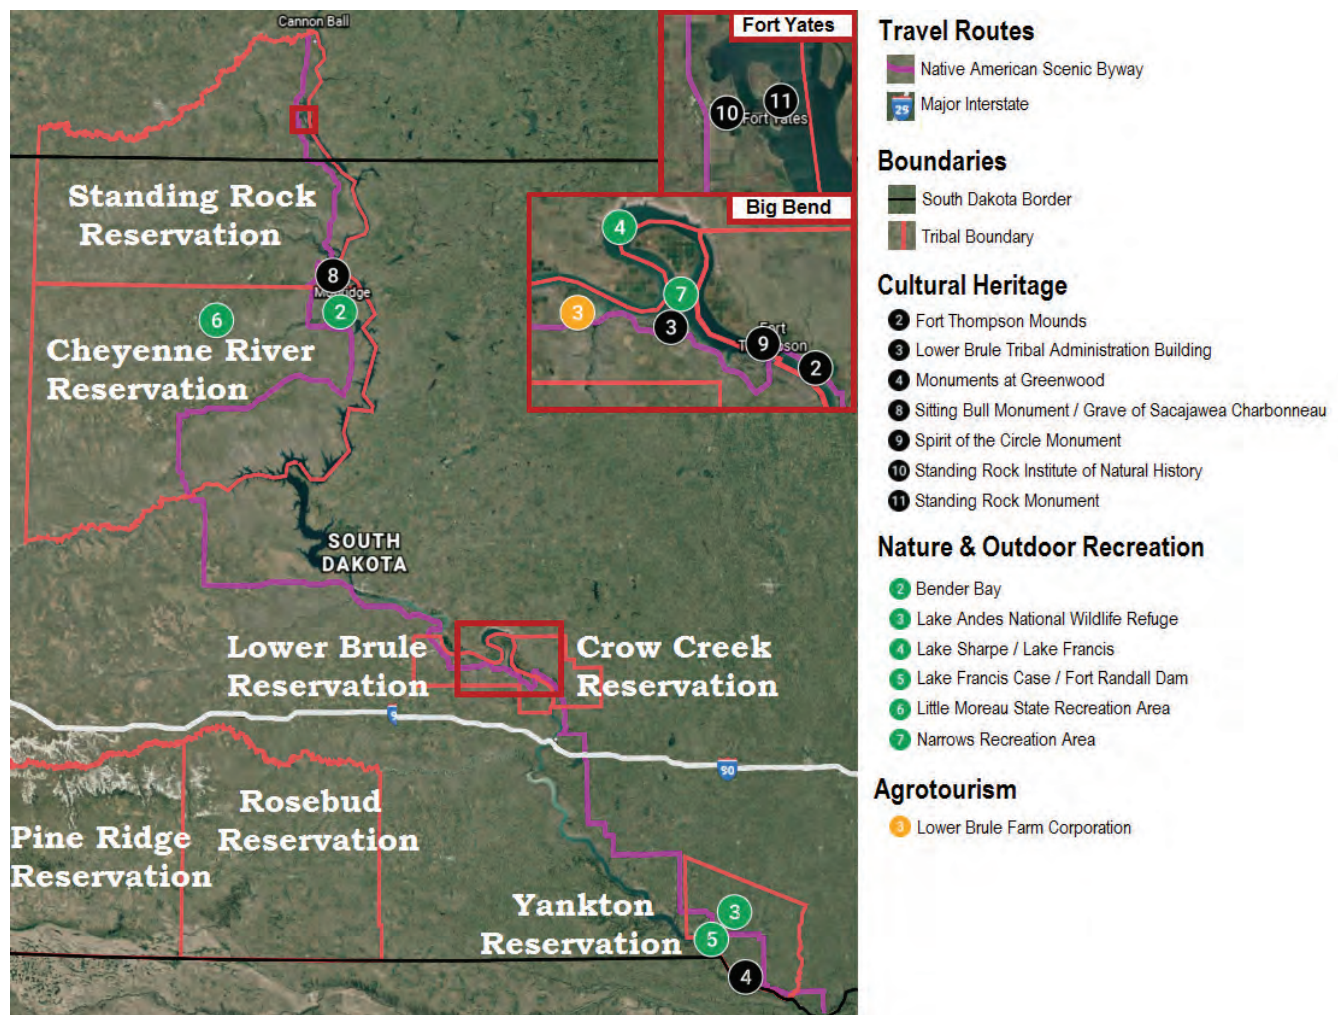 Cannon Ball
Fort Yates
10
11
Fort Yates
Standing Rock
Reservation
Big Bend
4
7
3
3
Fort
Thompson
9
2
8
2
6
Cheyenne River
Reservation
SOUTH
DAKOTA
Lower Brule
Reservation
Crow Creek
Reservation
90
Rosebud
Reservation
Pine Ridge
Reservation
Yankton
Reservation
3
5
4
Travel Routes
Native American Scenic Byway
29 Major Interstate
Boundaries
South Dakota Border
Tribal Boundary
Cultural Heritage
2 Fort Thompson Mounds
3 Lower Brule Tribal Administration Building
4 Monuments at Greenwood
8 Sitting Bull Monument / Grave of Sacajawea Charbonneau
9 Spirit of the Circle Monument
10 Standing Rock Institute of Natural History
11 Standing Rock Monument
Nature & Outdoor Recreation
2 Bender Bay
3 Lake Andes National Wildlife Refuge
4 Lake Sharpe / Lake Francis
5 Lake Francis Case / Fort Randall Dam
6 Little Moreau State Recreation Area
7 Narrows Recreation Area
Agrotourism
3 Lower Brule Farm Corporation